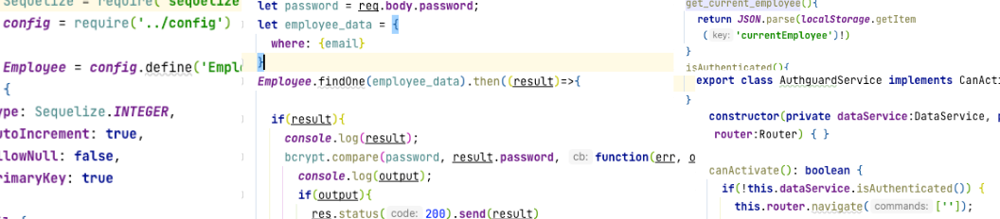 Sequelize = require('sequelize
config = require('../config')
Employee = config.define('Empl
{
ype: Sequelize.INTEGER,
utoIncrement: true,
llowNull: false,
rimaryKey: true
let password = req.body.password;
let employee_data = {
where: {email}
}
Employee.findOne(employee_data).then((result)=>{
if(result){
console.log(result);
bcrypt.compare(password, result.password, cb: function(err, o
console.log(output);
if(output){
res.status( code: 200).send(result)
get_current_employee(){
return JSON.parse(localStorage.getItem
( key: 'currentEmployee')!)
}
isAuthenticated(){
export class AuthguardService implements CanActi
}
constructor(private dataService:DataService, p
router:Router) { }
canActivate(): boolean {
if(!this.dataService.isAuthenticated()) {
this.router.navigate( commands: ['']);